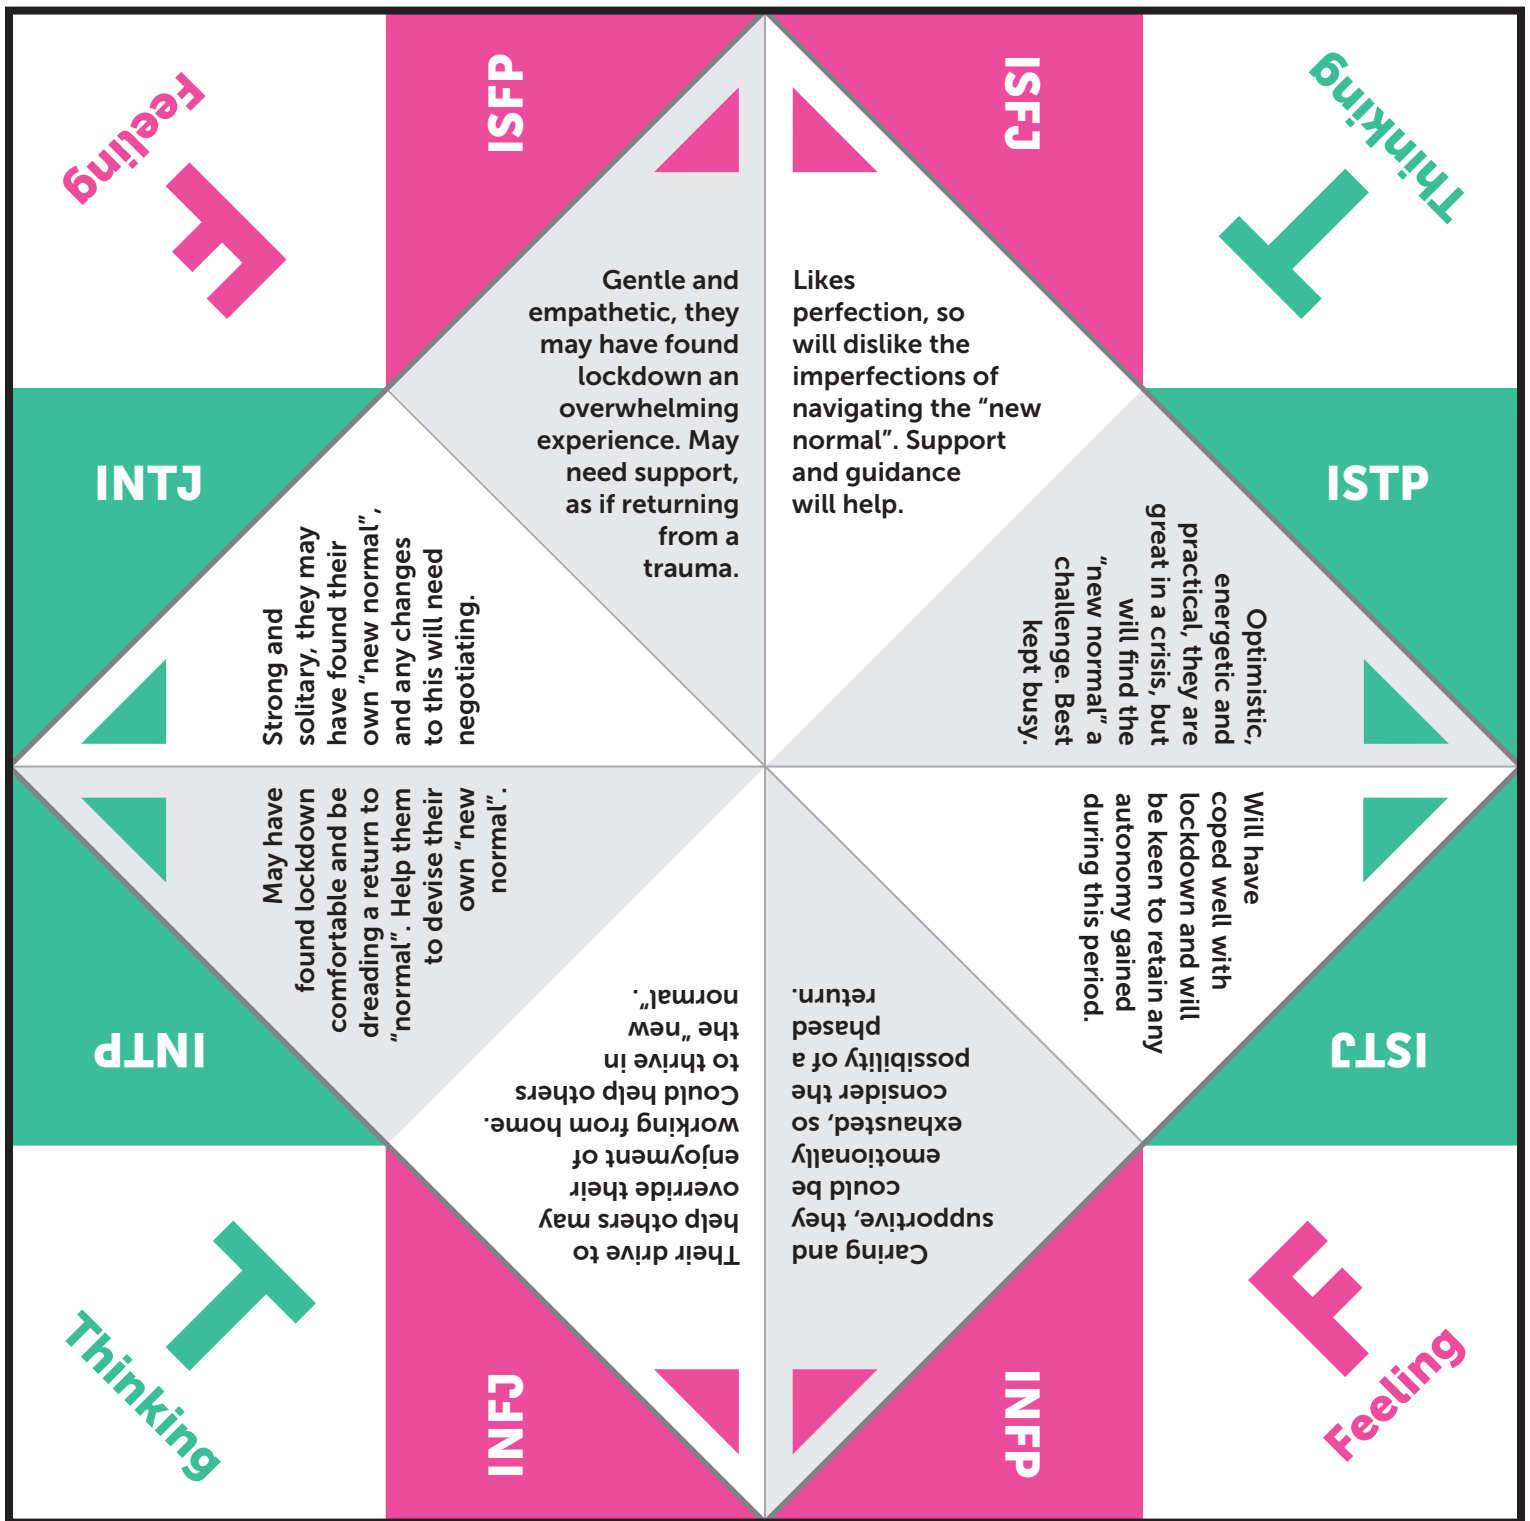 Feeling
F
ISFP
ISFJ
Thinking
T
INTJ
ISTP
Gentle and
empathetic, they
may have found
lockdown an
overwhelming
experience. May
need support,
as if returning
from a
trauma.
Likes
perfection, so
will dislike the
imperfections of
navigating the “new
normal”. Support
and guidance
will help.
Strong and
solitary, they may
have found their
own “new normal”,
and any changes
to this will need
negotiating.
Optimistic,
energetic and
practical, they are
great in a crisis, but
will find the
“new normal” a
challenge. Best
kept busy.
May have
found lockdown
comfortable and be
dreading a return to
“normal”. Help them
to devise their
own “new
normal”.
Will have
coped well with
lockdown and will
be keen to retain any
autonomy gained
during this period.
Their drive to
help others may
override their
enjoyment of
working from home.
Could help others
to thrive in
the “new
normal”.
Caring and
supportive, they
could be
emotionally
exhausted, so
consider the
possibility of a
phased
return.
INTP
ISTJ
T
Thinking
INFJ
INFP
F
Feeling